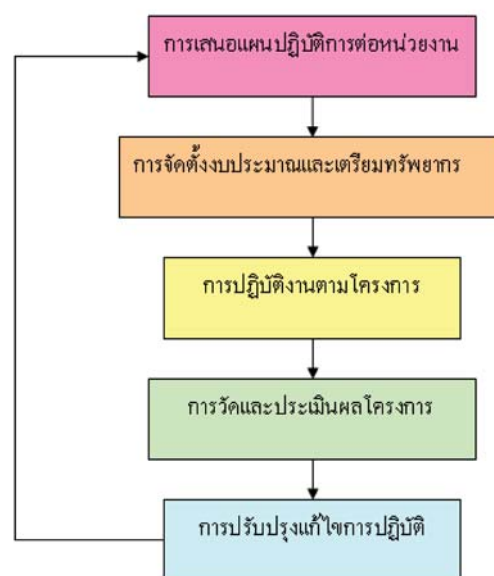 การเสนอแผนปฏิบัติการต่อหน่วยงาน
การจัดตั้งงบประมาณและเตรียมทรัพยากร
การปฏิบัติงานตามโครงการ
การวัดและประเมินผลโครงการ
การปรับปรุงแก้ไขการปฏิบัติ